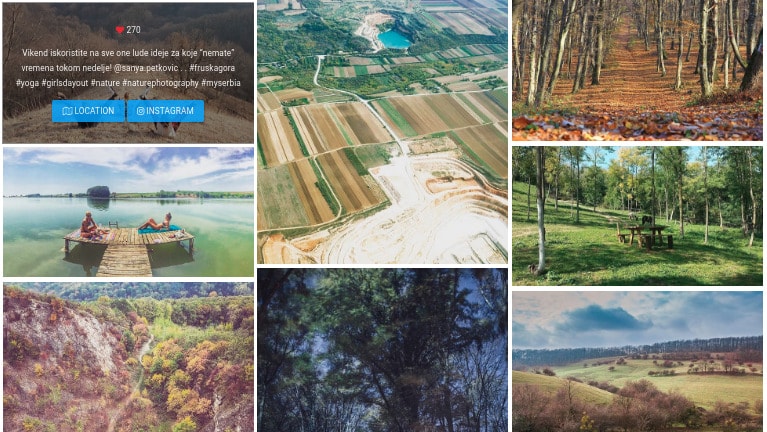 270
Vikend iskoristite na sve one lude ideje za koje “nemate”
vremena tokom nedelje! @sanya.petkovic . . #fruskagora
#yoga #girlsdayout #nature #naturephotography #myserbia
LOCATION INSTAGRAM